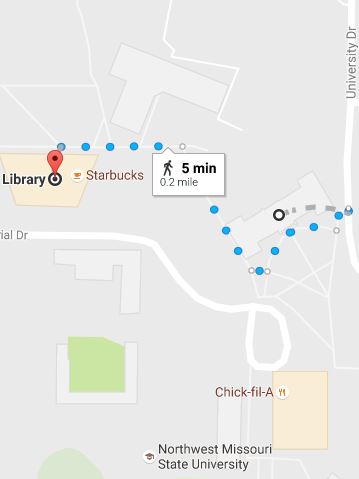 University Dr
5 min
0.2 mile
Library
Starbucks
rial Dr
Chick-fil-A
Northwest Missouri
State University